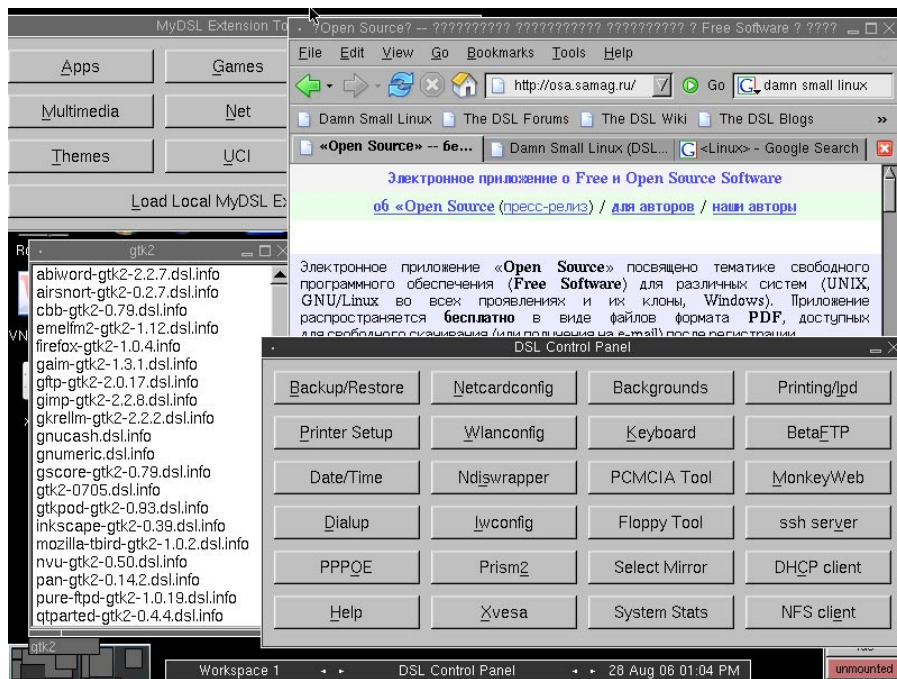 MyDSL Extension To
Apps
Games
Multimedia
Net
Themes
UCI
Load Local MyDSL E
?Open Source? -- ?????????? ??????????? ?????????? ? Free Software ? ????
File Edit View Go Bookmarks Tools Help
http://osa.samag.ru/ Go damn small linux
Damn Small Linux The DSL Forums The DSL Wiki The DSL Blogs »
«Open Source» -- бе... Damn Small Linux (DSL... <Linux> - Google Search
Электронное приложение о Free и Open Source Software
об «Open Source (пресс-релиз) / для авторов / наши авторы
Электронное приложение «Open Source» посвящено тематике свободного
программного обеспечения (Free Software) для различных систем (UNIX,
GNU/Linux во всех проявлениях и их клоны, Windows). Приложение
распространяется бесплатно в виде файлов формата PDF, доступных
для свободного скачивания (или получения на e-mail) после регистрации
gtk2
abiword-gtk2-2.2.7.dsl.info
airsnort-gtk2-0.2.7.dsl.info
cbb-gtk2-0.79.dsl.info
emelfm2-gtk2-1.12.dsl.info
firefox-gtk2-1.0.4.info
gaim-gtk2-1.3.1.dsl.info
gftp-gtk2-2.0.17.dsl.info
gimp-gtk2-2.2.8.dsl.info
gkrellm-gtk2-2.2.2.dsl.info
gnucash.dsl.info
gnumeric.dsl.info
gscore-gtk2-0.79.dsl.info
gtk2-0705.dsl.info
gtkpod-gtk2-0.93.dsl.info
inkscape-gtk2-0.39.dsl.info
mozilla-tbird-gtk2-1.0.2.dsl.info
nvu-gtk2-0.50.dsl.info
pan-gtk2-0.14.2.dsl.info
pure-ftpd-gtk2-1.0.19.dsl.info
qtparted-gtk2-0.4.4.dsl.info
DSL Control Panel
Backup/Restore Netcardconfig Backgrounds Printing/lpd
Printer Setup Wlanconfig Keyboard BetaFTP
Date/Time Ndiswrapper PCMCIA Tool MonkeyWeb
Dialup Iwconfig Floppy Tool ssh server
PPPOE Prism2 Select Mirror DHCP client
Help Xvesa System Stats NFS client
gtk2
Workspace 1 DSL Control Panel 28 Aug 06 01:04 PM
unmounted